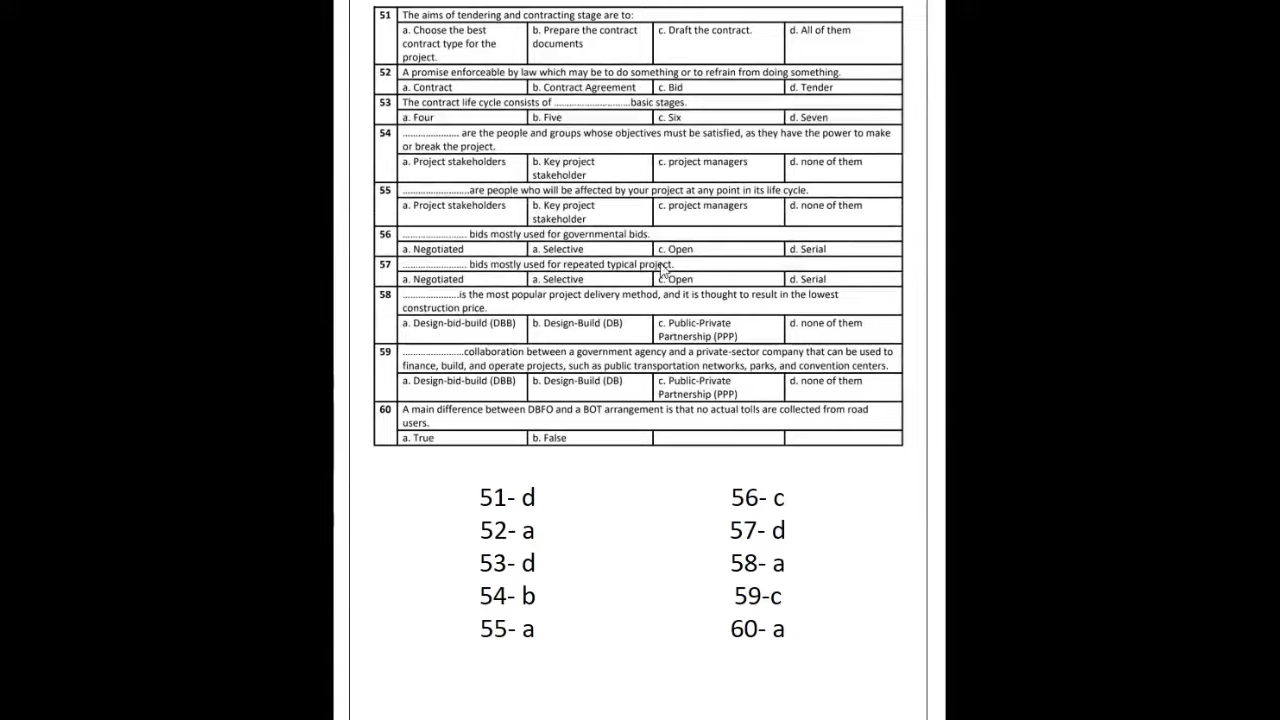 51 The aims of tendering and contracting stage are to:
a. Choose the best contract type for the project. b. Prepare the contract documents c. Draft the contract. d. All of them
52 A promise enforceable by law which may be to do something or to refrain from doing something.
a. Contract b. Contract Agreement c. Bid d. Tender
53 The contract life cycle consists of ...............................basic stages.
a. Four b. Five c. Six d. Seven
54 ....................... are the people and groups whose objectives must be satisfied, as they have the power to make
or break the project.
a. Project stakeholders b. Key project stakeholder c. project managers d. none of them
55 ...........................are people who will be affected by your project at any point in its life cycle.
a. Project stakeholders b. Key project stakeholder c. project managers d. none of them
56 .......................... bids mostly used for governmental bids.
a. Negotiated a. Selective c. Open d. Serial
57 .......................... bids mostly used for repeated typical project.
a. Negotiated a. Selective c. Open d. Serial
58 .......................is the most popular project delivery method, and it is thought to result in the lowest
construction price.
a. Design-bid-build (DBB) b. Design-Build (DB) c. Public-Private Partnership (PPP) d. none of them
59 .........................collaboration between a government agency and a private-sector company that can be used to
finance, build, and operate projects, such as public transportation networks, parks, and convention centers.
a. Design-bid-build (DBB) b. Design-Build (DB) c. Public-Private Partnership (PPP) d. none of them
60 A main difference between DBFO and a BOT arrangement is that no actual tolls are collected from road
users.
a. True b. False
51- d
52- a
53- d
54- b
55- a
56- c
57- d
58- a
59-c
60- a